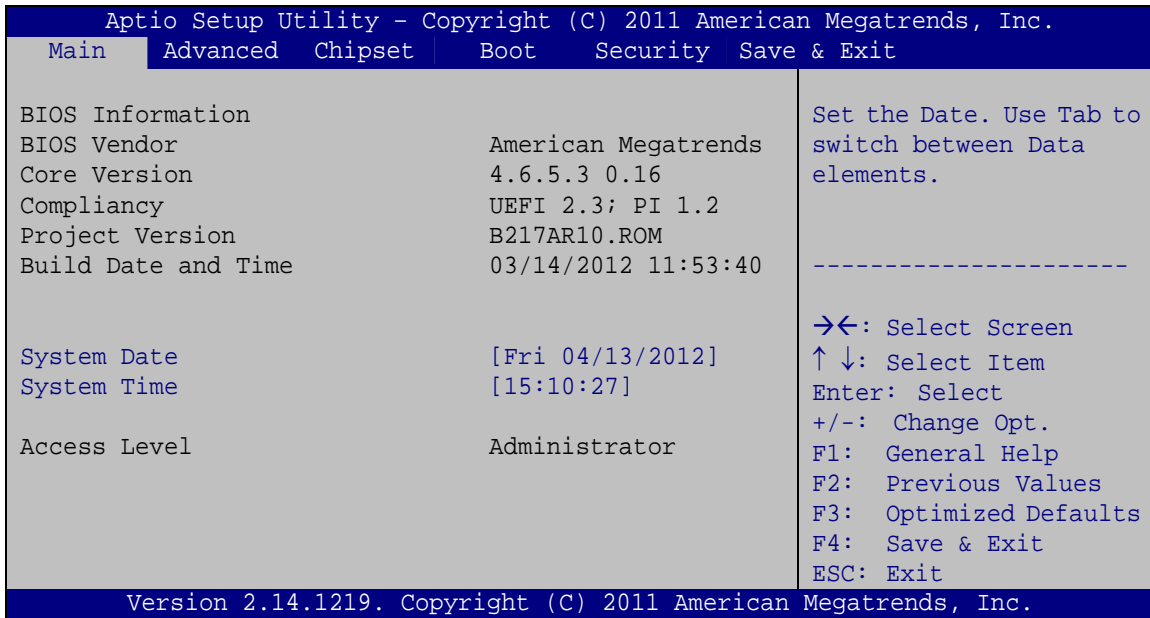 Aptio Setup Utility – Copyright (C) 2011 American Megatrends, Inc.
Main Advanced Chipset Boot Security Save & Exit
BIOS Information
BIOS Vendor American Megatrends
Core Version 4.6.5.3 0.16
Compliancy UEFI 2.3; PI 1.2
Project Version B217AR10.ROM
Build Date and Time 03/14/2012 11:53:40
System Date [Fri 04/13/2012]
System Time [15:10:27]
Access Level Administrator
Set the Date. Use Tab to
switch between Data
elements.
-----------------------
→←: Select Screen
↑ ↓: Select Item
Enter: Select
+/-: Change Opt.
F1: General Help
F2: Previous Values
F3: Optimized Defaults
F4: Save & Exit
ESC: Exit
Version 2.14.1219. Copyright (C) 2011 American Megatrends, Inc.